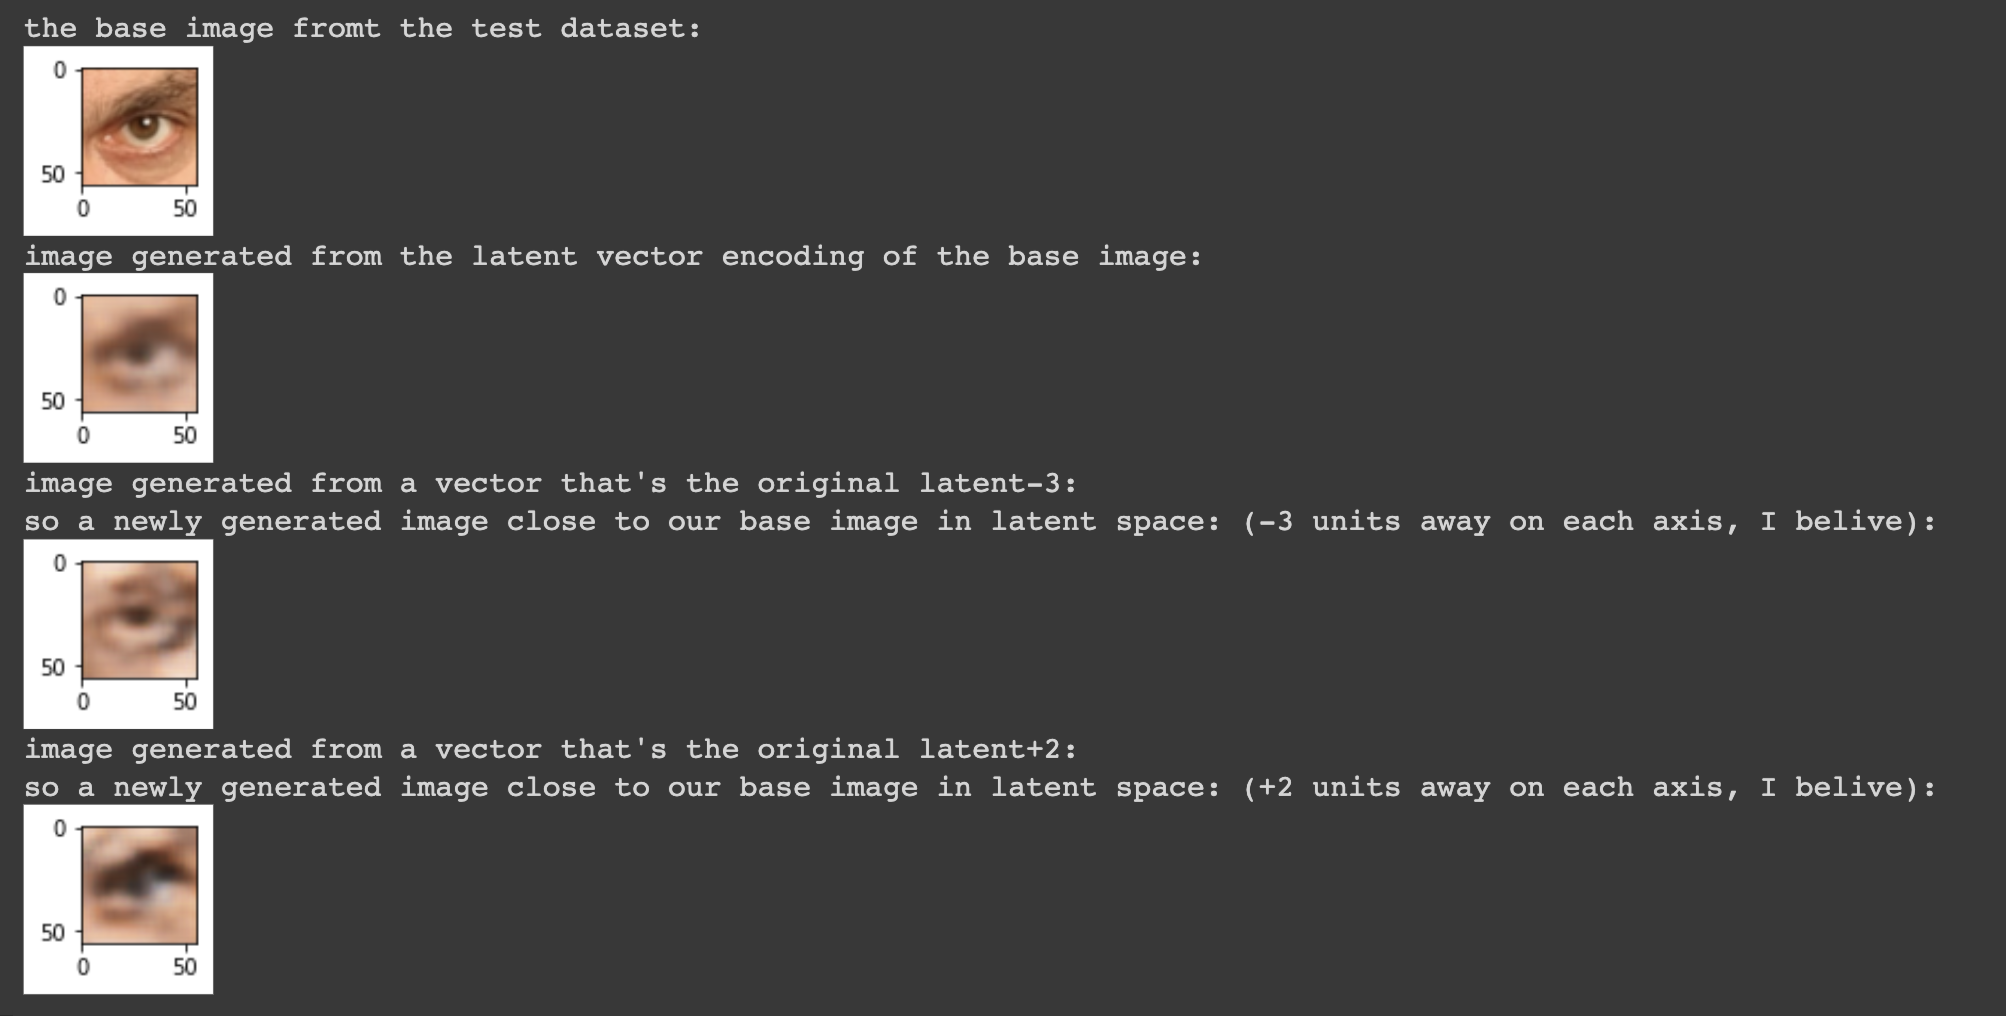 the base image fromt the test dataset:
0
50
0 50
image generated from the latent vector encoding of the base image:
0
50
0 50
image generated from a vector that's the original latent-3:
so a newly generated image close to our base image in latent space: (-3 units away on each axis, I belive):
0
50
0 50
image generated from a vector that's the original latent+2:
so a newly generated image close to our base image in latent space: (+2 units away on each axis, I belive):
0
50
0 50